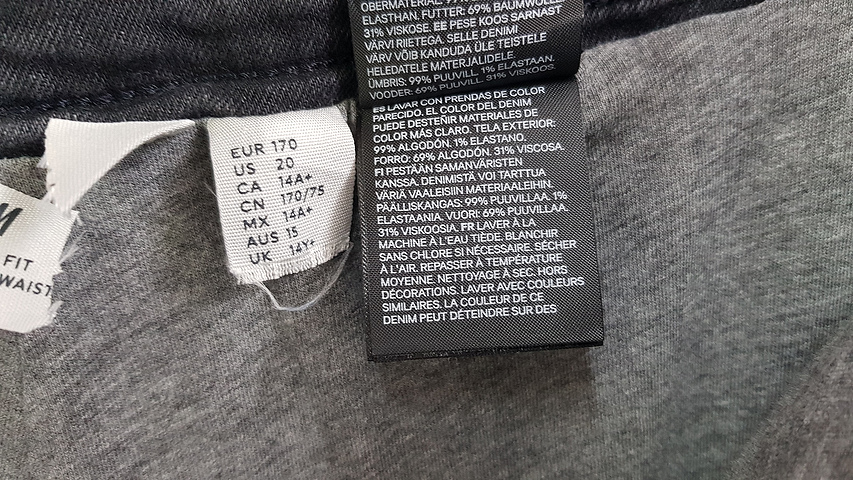 M
FIT
WAIST
EUR 170
US 20
CA 14A+
CN 170/75
MX 14A+
AUS 15
UK 14Y+
OBERMATERIAL: 99%
ELASTHAN. FUTTER: 69% BAUMWOLLE
31% VISKOSE. EE PESE KOOS SARNAST
VÄRVI RIIETEGA. SELLE DENIMI
VÄRV VÕIB KANDUDA ÜLE TEISTELE
HELEDATELE MATERJALIDELE.
ÜMBRIS: 99% PUUVILL. 1% ELASTAAN.
VOODER: 69% PUUVILL. 31% VISKOOS.
ES LAVAR CON PRENDAS DE COLOR
PARECIDO. EL COLOR DEL DENIM
PUEDE DESTEÑIR MATERIALES DE
COLOR MÁS CLARO. TELA EXTERIOR:
99% ALGODÓN. 1% ELASTANO.
FORRO: 69% ALGODÓN. 31% VISCOSA.
FI PESTÄÄN SAMANVÄRISTEN
KANSSA. DENIMISTÄ VOI TARTTUA
VÄRIÄ VAALEISIIN MATERIAALEIHIN.
PÄÄLLISKANGAS: 99% PUUVILLAA. 1%
ELASTAANIA. VUORI: 69% PUUVILLAA.
31% VISKOOSIA. FR LAVER À LA
MACHINE À L'EAU TIÈDE. BLANCHIR
SANS CHLORE SI NÉCESSAIRE. SÉCHER
À L'AIR. REPASSER À TEMPÉRATURE
MOYENNE. NETTOYAGE À SEC. HORS
DÉCORATIONS. LAVER AVEC COULEURS
SIMILAIRES. LA COULEUR DE CE
DENIM PEUT DÉTEINDRE SUR DES